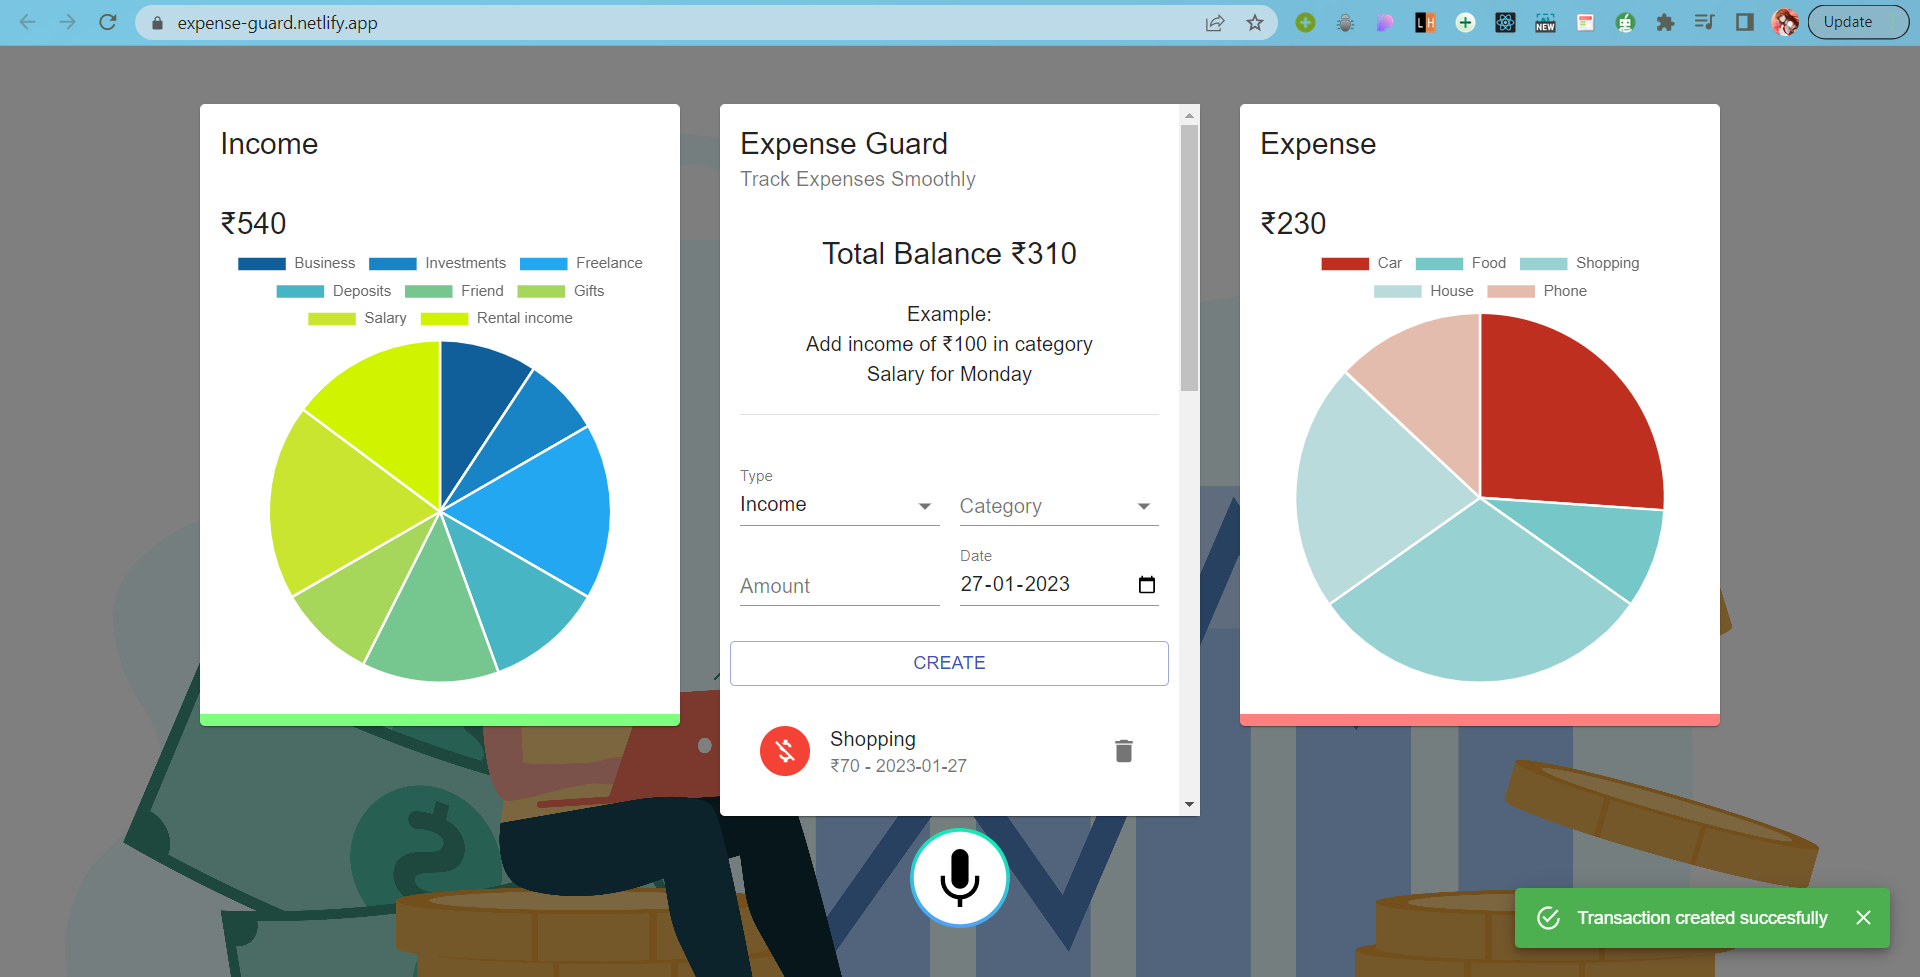 expense-guard.netlify.app
LH
NEW
Update
Income
₹540
Business Investments Freelance
Deposits Friend Gifts
Salary Rental income
Expense Guard
Track Expenses Smoothly
Total Balance ₹310
Example:
Add income of ₹100 in category
Salary for Monday
Type
Income
Category
Amount
Date
27-01-2023
CREATE
Shopping
₹70 - 2023-01-27
Expense
₹230
Car Food Shopping
House Phone
Transaction created succesfully